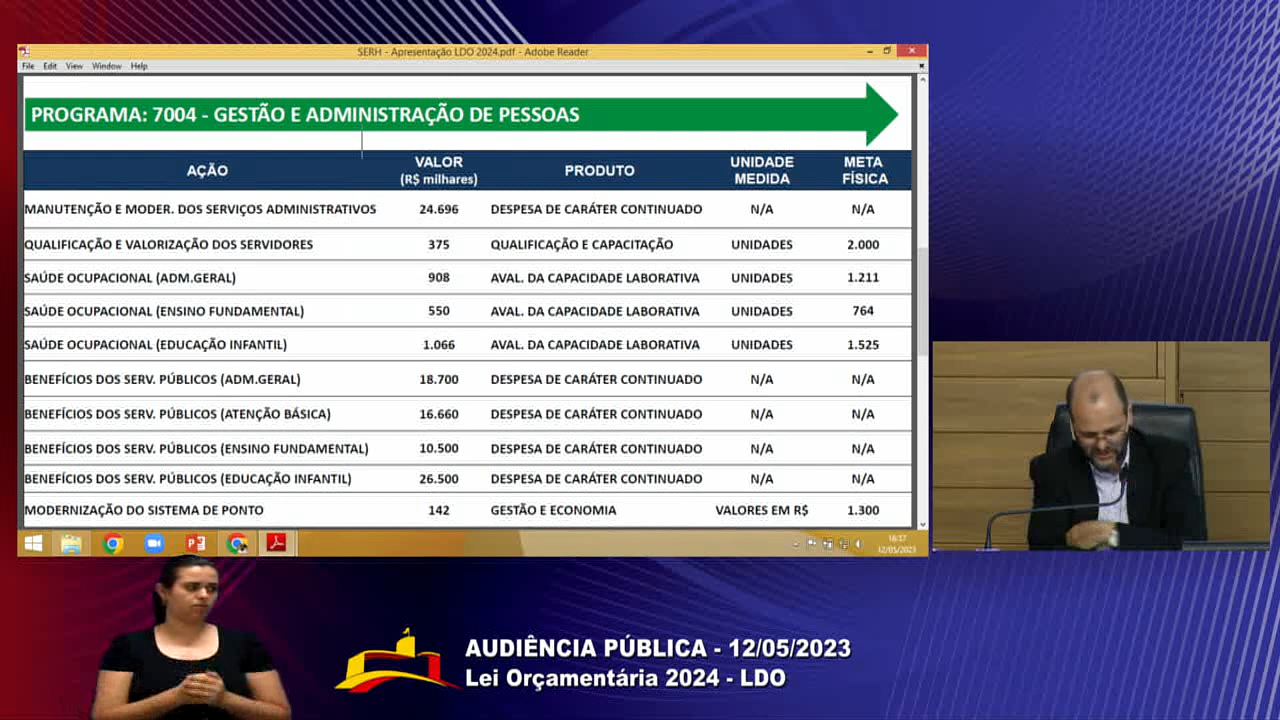 SERH - Apresentação LDO 2024.pdf - Adobe Reader
File Edit View Window Help
PROGRAMA: 7004 - GESTÃO E ADMINISTRAÇÃO DE PESSOAS
AÇÃO VALOR (R$ milhares) PRODUTO UNIDADE MEDIDA META FÍSICA
MANUTENÇÃO E MODER. DOS SERVIÇOS ADMINISTRATIVOS 24.696 DESPESA DE CARÁTER CONTINUADO N/A N/A
QUALIFICAÇÃO E VALORIZAÇÃO DOS SERVIDORES 375 QUALIFICAÇÃO E CAPACITAÇÃO UNIDADES 2.000
SAÚDE OCUPACIONAL (ADM.GERAL) 908 AVAL. DA CAPACIDADE LABORATIVA UNIDADES 1.211
SAÚDE OCUPACIONAL (ENSINO FUNDAMENTAL) 550 AVAL. DA CAPACIDADE LABORATIVA UNIDADES 764
SAÚDE OCUPACIONAL (EDUCAÇÃO INFANTIL) 1.066 AVAL. DA CAPACIDADE LABORATIVA UNIDADES 1.525
BENEFÍCIOS DOS SERV. PÚBLICOS (ADM.GERAL) 18.700 DESPESA DE CARÁTER CONTINUADO N/A N/A
BENEFÍCIOS DOS SERV. PÚBLICOS (ATENÇÃO BÁSICA) 16.660 DESPESA DE CARÁTER CONTINUADO N/A N/A
BENEFÍCIOS DOS SERV. PÚBLICOS (ENSINO FUNDAMENTAL) 10.500 DESPESA DE CARÁTER CONTINUADO N/A N/A
BENEFÍCIOS DOS SERV. PÚBLICOS (EDUCAÇÃO INFANTIL) 26.500 DESPESA DE CARÁTER CONTINUADO N/A N/A
MODERNIZAÇÃO DO SISTEMA DE PONTO 142 GESTÃO E ECONOMIA VALORES EM R$ 1.300
12/05/2023
AUDIÊNCIA PÚBLICA - 12/05/2023
Lei Orçamentária 2024 - LDO